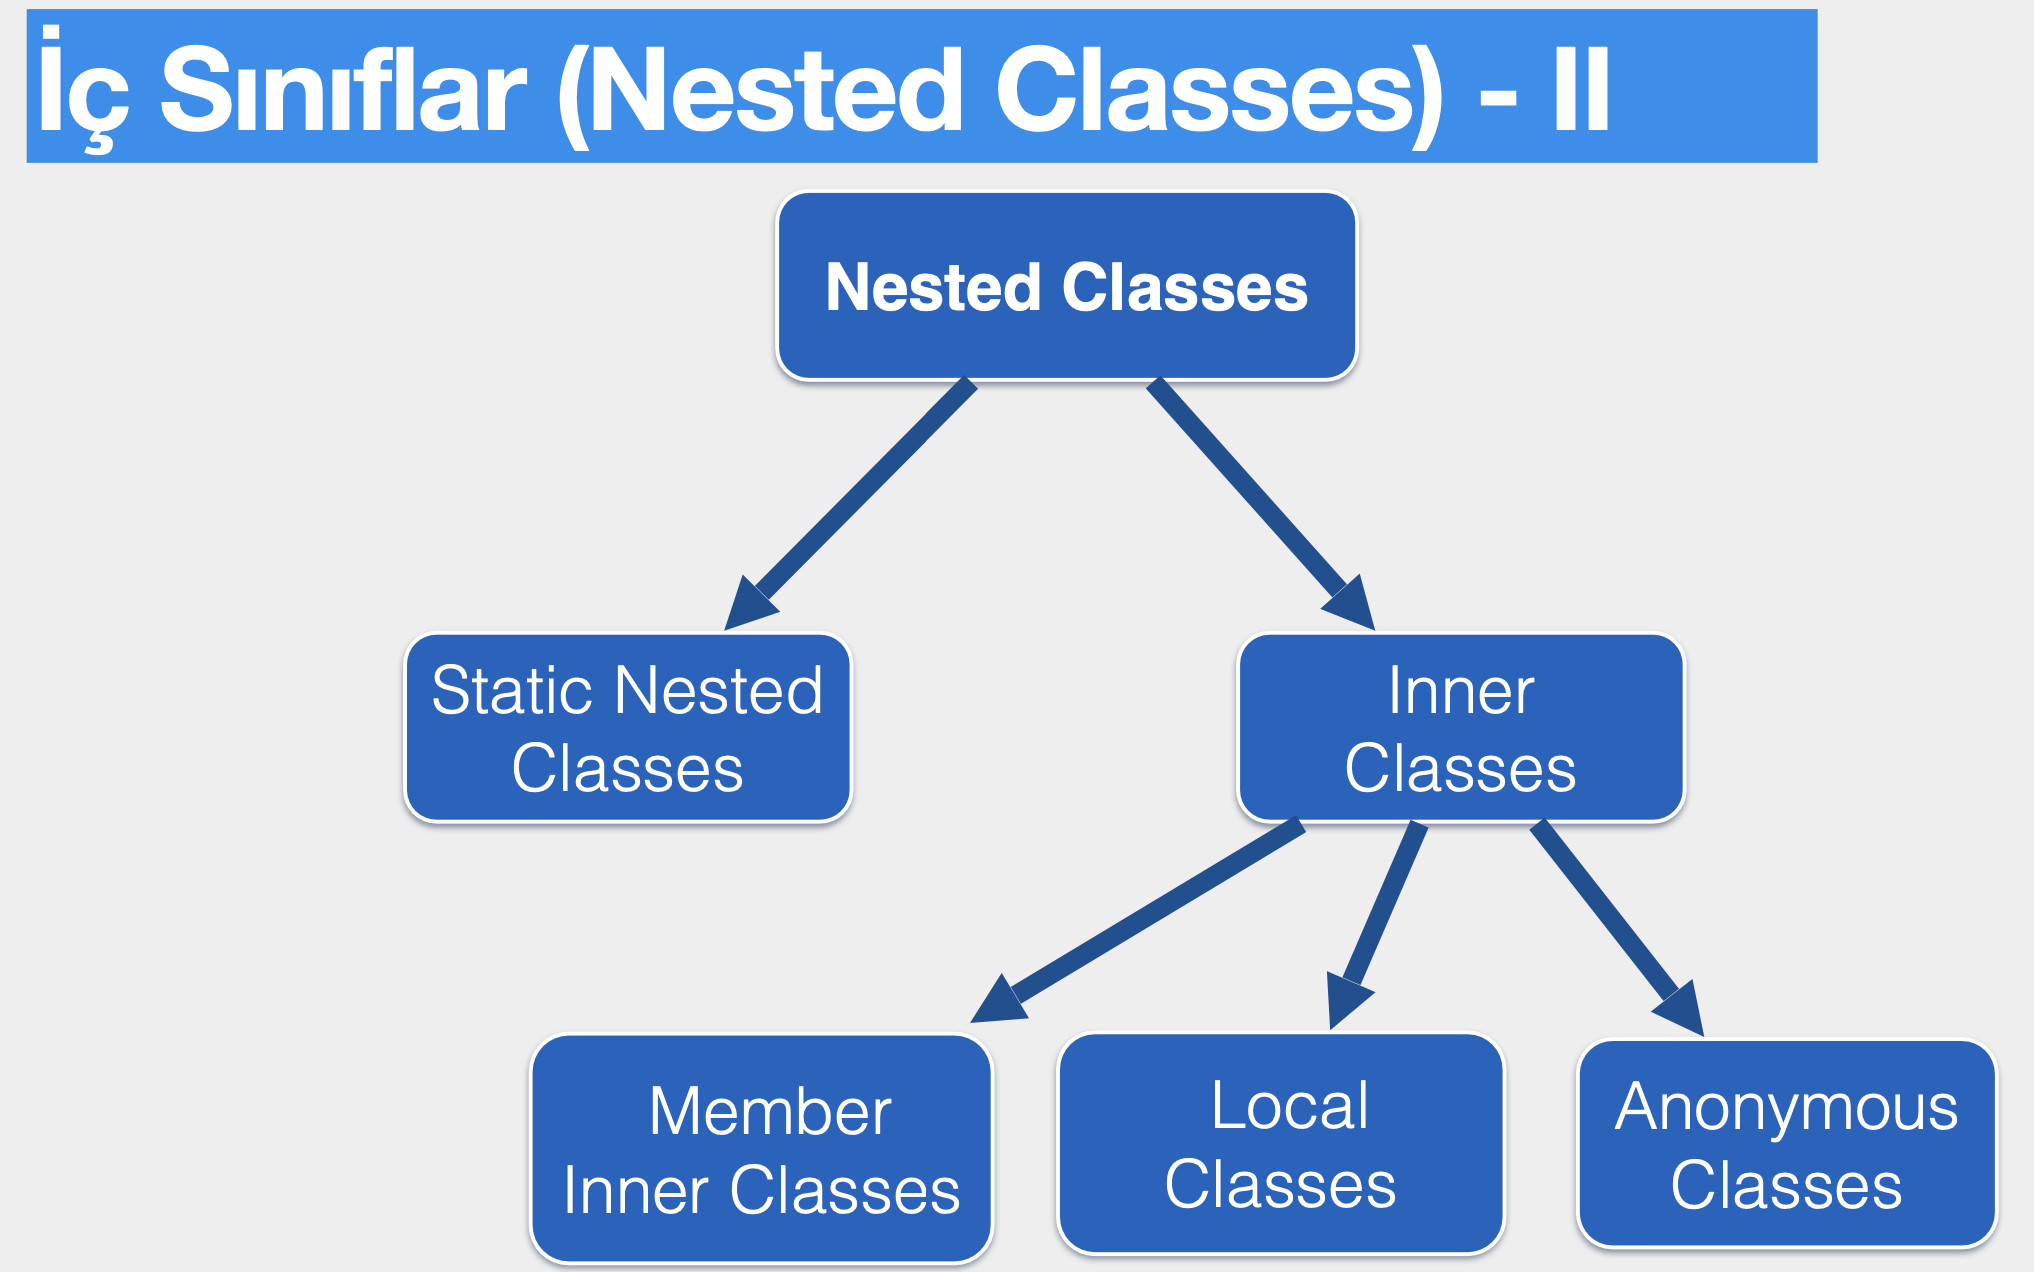 İç Sınıflar (Nested Classes) - II
Nested Classes
Static Nested
Classes
Inner
Classes
Member
Inner Classes
Local
Classes
Anonymous
Classes